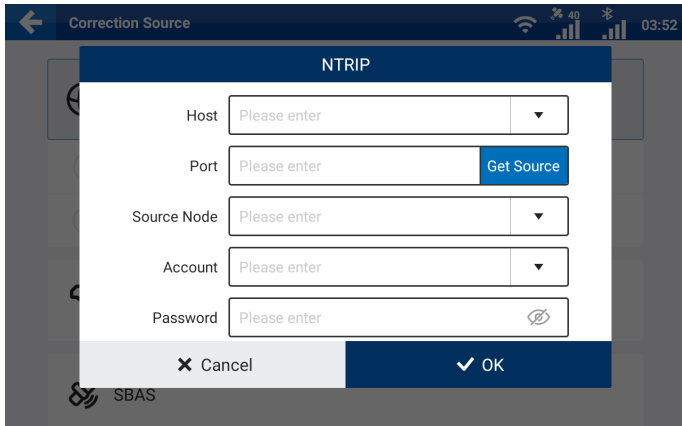 Correction Source
40
03:52
NTRIP
Host Please enter
Port Please enter Get Source
Source Node Please enter
Account Please enter
Password Please enter
Cancel OK
SBAS